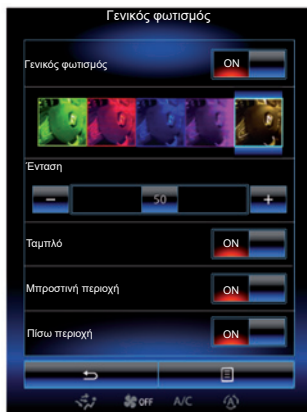 Γενικός φωτισμός
Γενικός φωτισμός ON
Ένταση
− 50 +
Ταμπλό ON
Μπροστινή περιοχή ON
Πίσω περιοχή ON
OFF A/C A